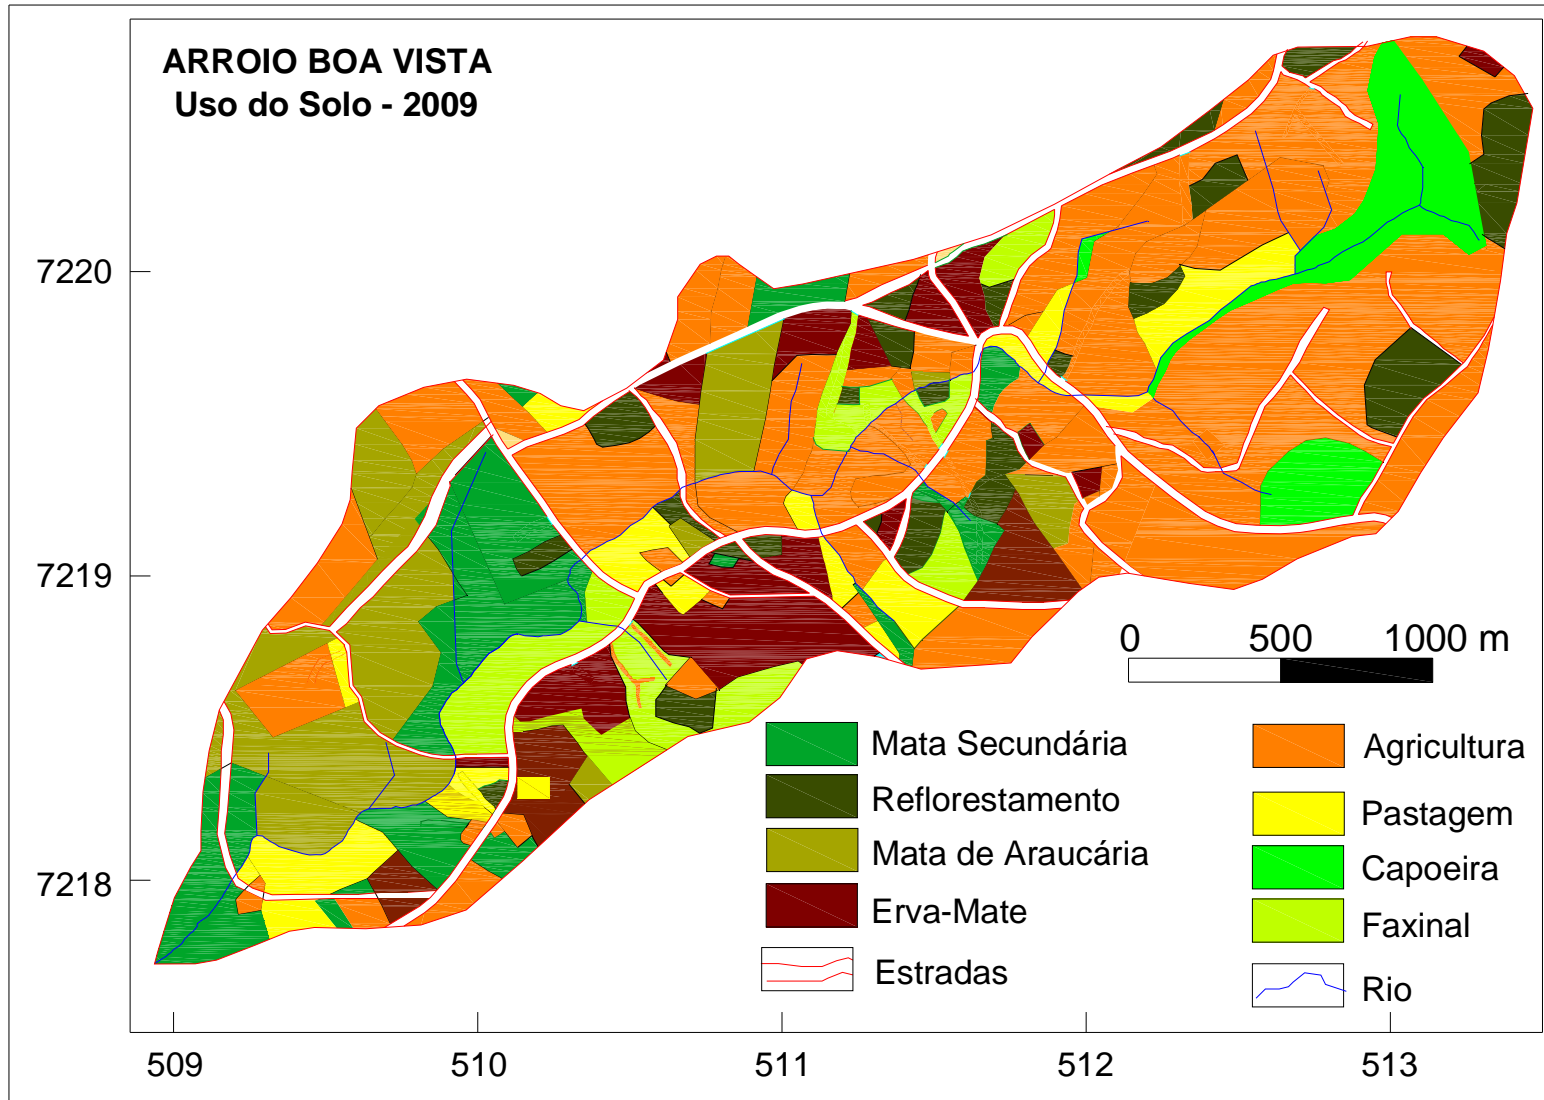 ARROIO BOA VISTA
Uso do Solo - 2009
7220
7219
7218
0 500 1000 m
Mata Secundária
Reflorestamento
Mata de Araucária
Erva-Mate
Estradas
Agricultura
Pastagem
Capoeira
Faxinal
Rio
509 510 511 512 513